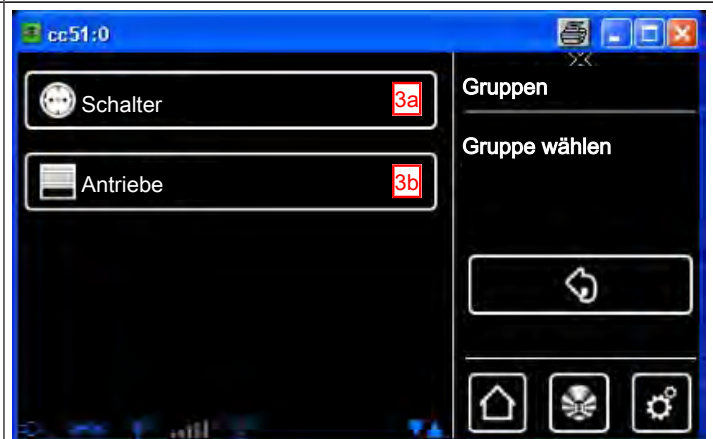 cc51:0
Schalter 3a
Antriebe 3b
Gruppen
Gruppe wählen